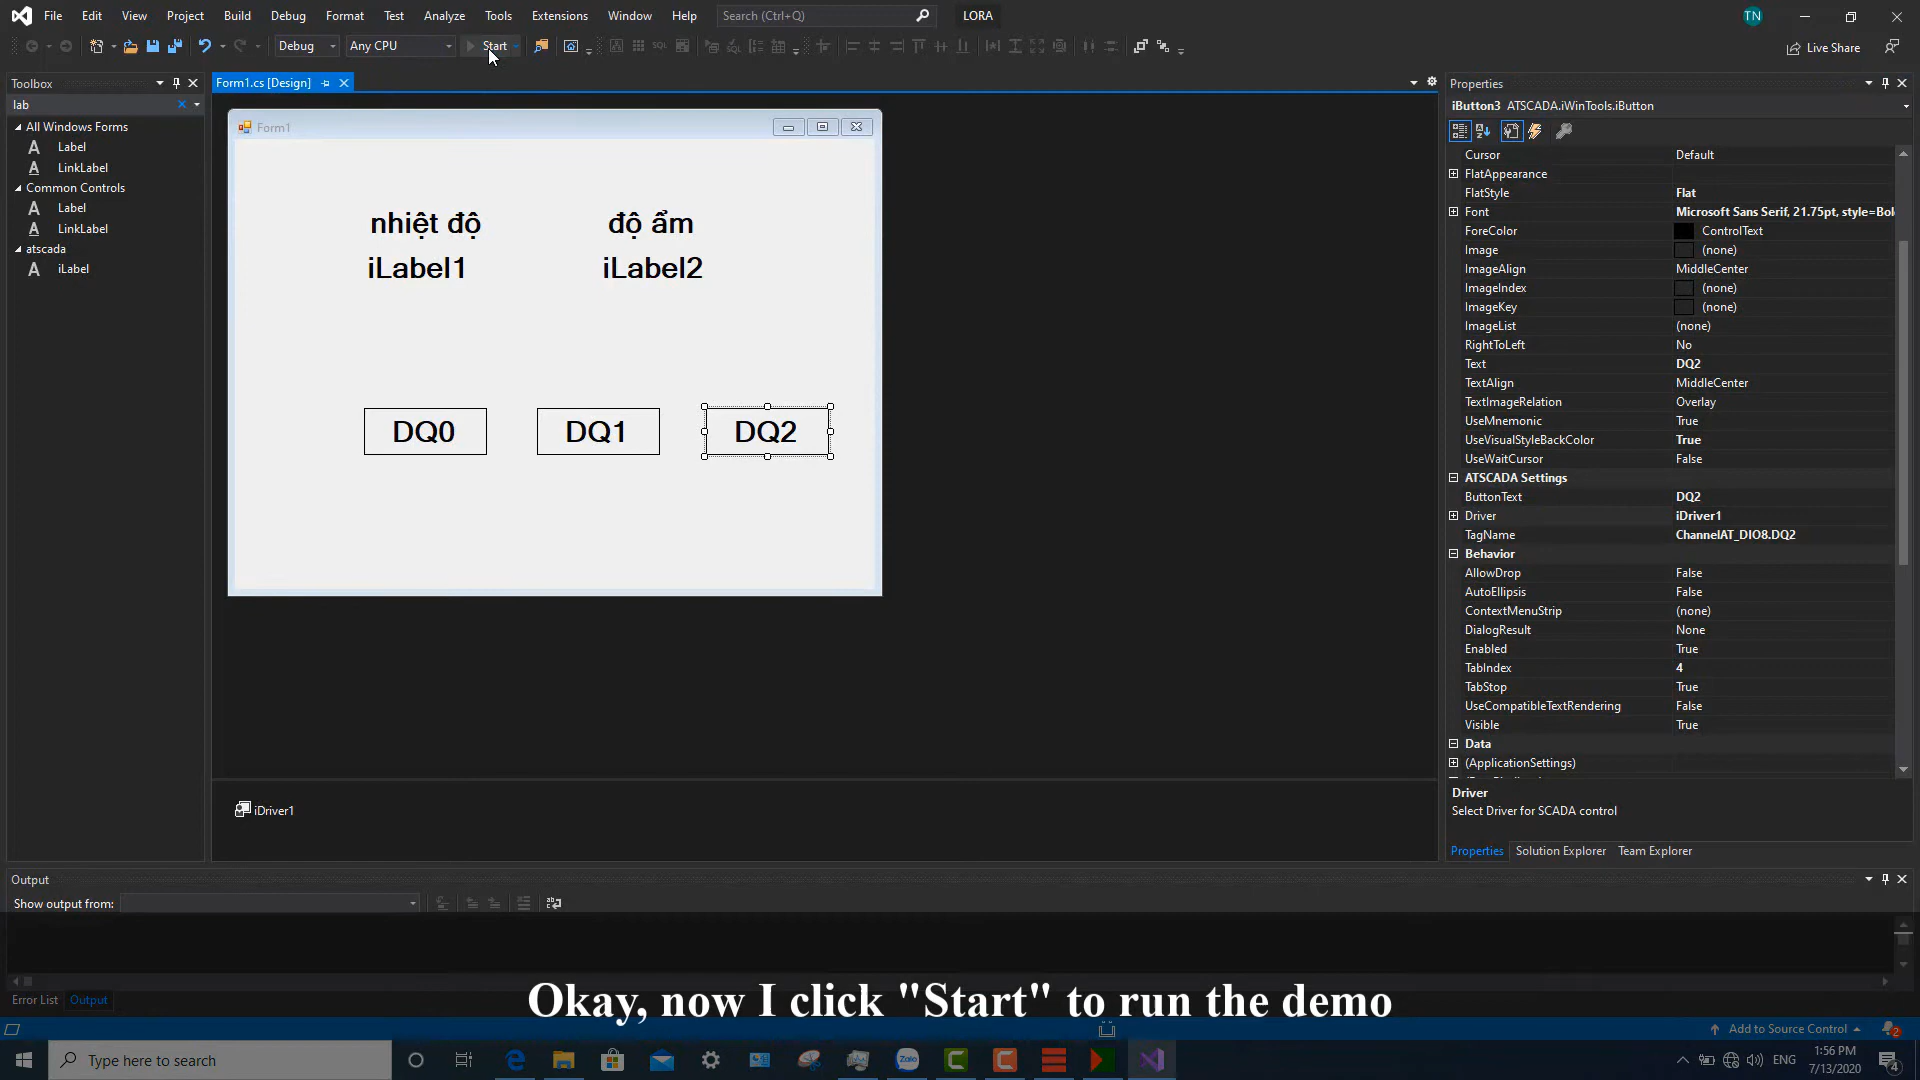 File Edit View Project Build Debug Format Test Analyze Tools Extensions Window Help Search (Ctrl+Q) LORA TN
Debug Any CPU Start Live Share
Toolbox
lab
All Windows Forms
Label
LinkLabel
Common Controls
Label
LinkLabel
atscada
iLabel
Form1.cs [Design]
Form1
nhiệt độ độ ẩm
iLabel1 iLabel2
DQ0 DQ1 DQ2
iDriver1
Properties
iButton3 ATSCADA.iWinTools.iButton
Cursor Default
FlatAppearance
FlatStyle Flat
Font Microsoft Sans Serif, 21.75pt, style=Bol
ForeColor ControlText
Image (none)
ImageAlign MiddleCenter
ImageIndex (none)
ImageKey (none)
ImageList (none)
RightToLeft No
Text DQ2
TextAlign MiddleCenter
TextImageRelation Overlay
UseMnemonic True
UseVisualStyleBackColor True
UseWaitCursor False
ATSCADA Settings
ButtonText DQ2
Driver iDriver1
TagName ChannelAT_DIO8.DQ2
Behavior
AllowDrop False
AutoEllipsis False
ContextMenuStrip (none)
DialogResult None
Enabled True
TabIndex 4
TabStop True
UseCompatibleTextRendering False
Visible True
Data
(ApplicationSettings)
Driver
Select Driver for SCADA control
Properties Solution Explorer Team Explorer
Output
Show output from:
Error List Output
Okay, now I click "Start" to run the demo
Add to Source Control 2
Type here to search
Zalo
ENG
1:56 PM
7/13/2020
4